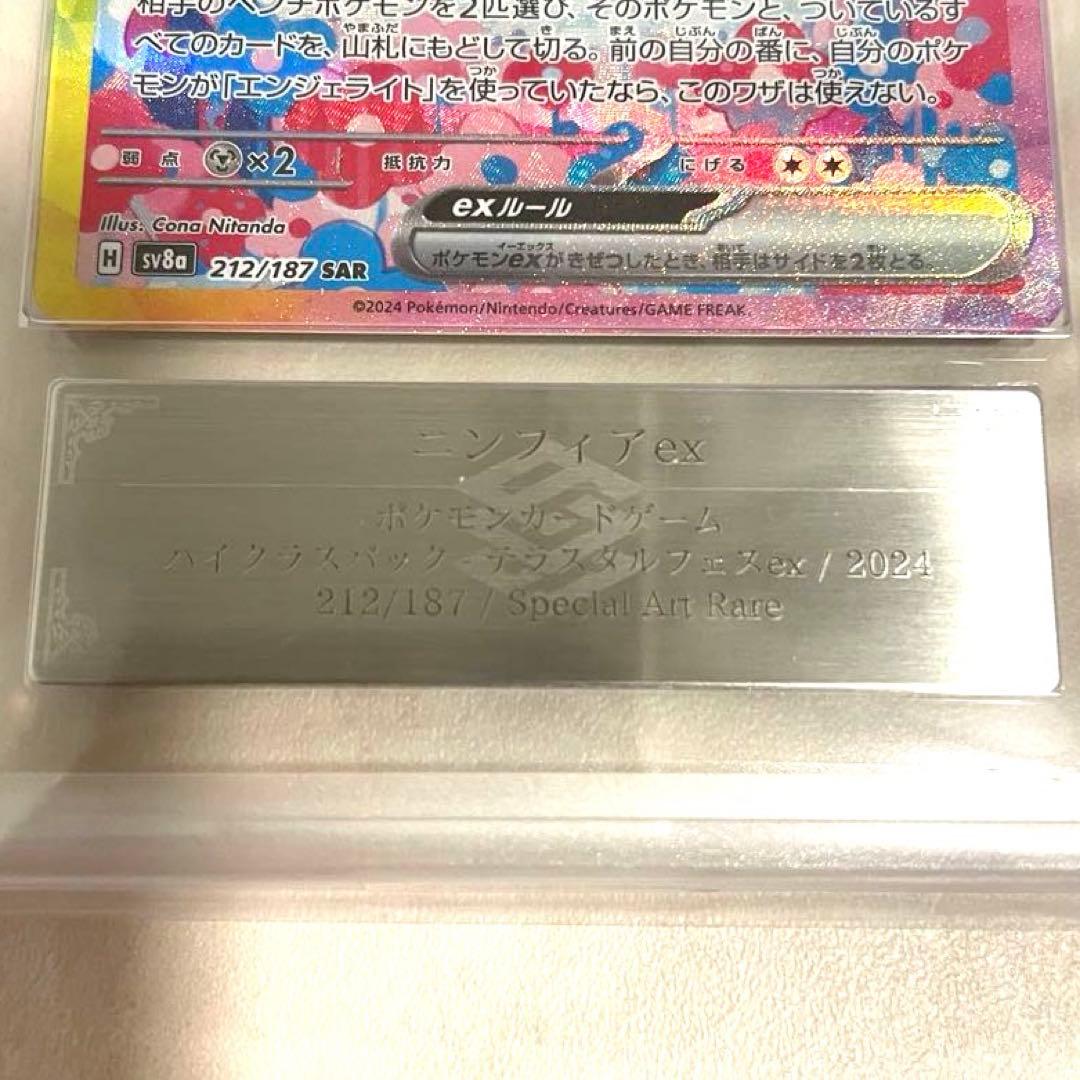 相手のベンチポケモンを2匹選び、そのポケモンと、ついているす
べてのカードを、山札にもどして切る。前の自分の番に、自分のポケ
モンが「エンジェライト」を使っていたなら、このワザは使えない。
弱点 ×2 抵抗力 にげる
Illus. Cona Nitanda
exルール
H sv8a 212/187 SAR
ポケモンexがきぜつしたとき、相手はサイドを2枚とる。
©2024 Pokémon/Nintendo/Creatures/GAME FREAK.
ニンフィアex
ポケモンカードゲーム
ハイクラスパック - テラスタルフェスex / 2024
212/187 / Special Art Rare